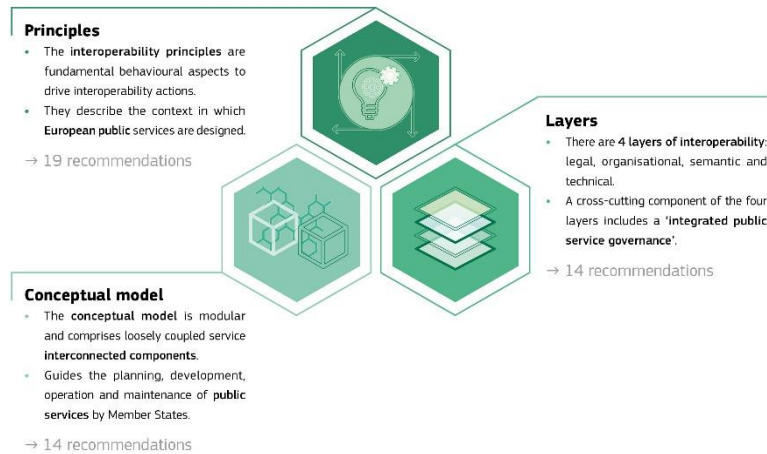 Principles
• The interoperability principles are
fundamental behavioural aspects to
drive interoperability actions.
• They describe the context in which
European public services are designed.
→ 19 recommendations
Layers
• There are 4 layers of interoperability:
legal, organisational, semantic and
technical.
• A cross-cutting component of the four
layers includes a ‘integrated public
service governance’.
→ 14 recommendations
Conceptual model
• The conceptual model is modular
and comprises loosely coupled service
interconnected components.
• Guides the planning, development,
operation and maintenance of public
services by Member States.
→ 14 recommendations